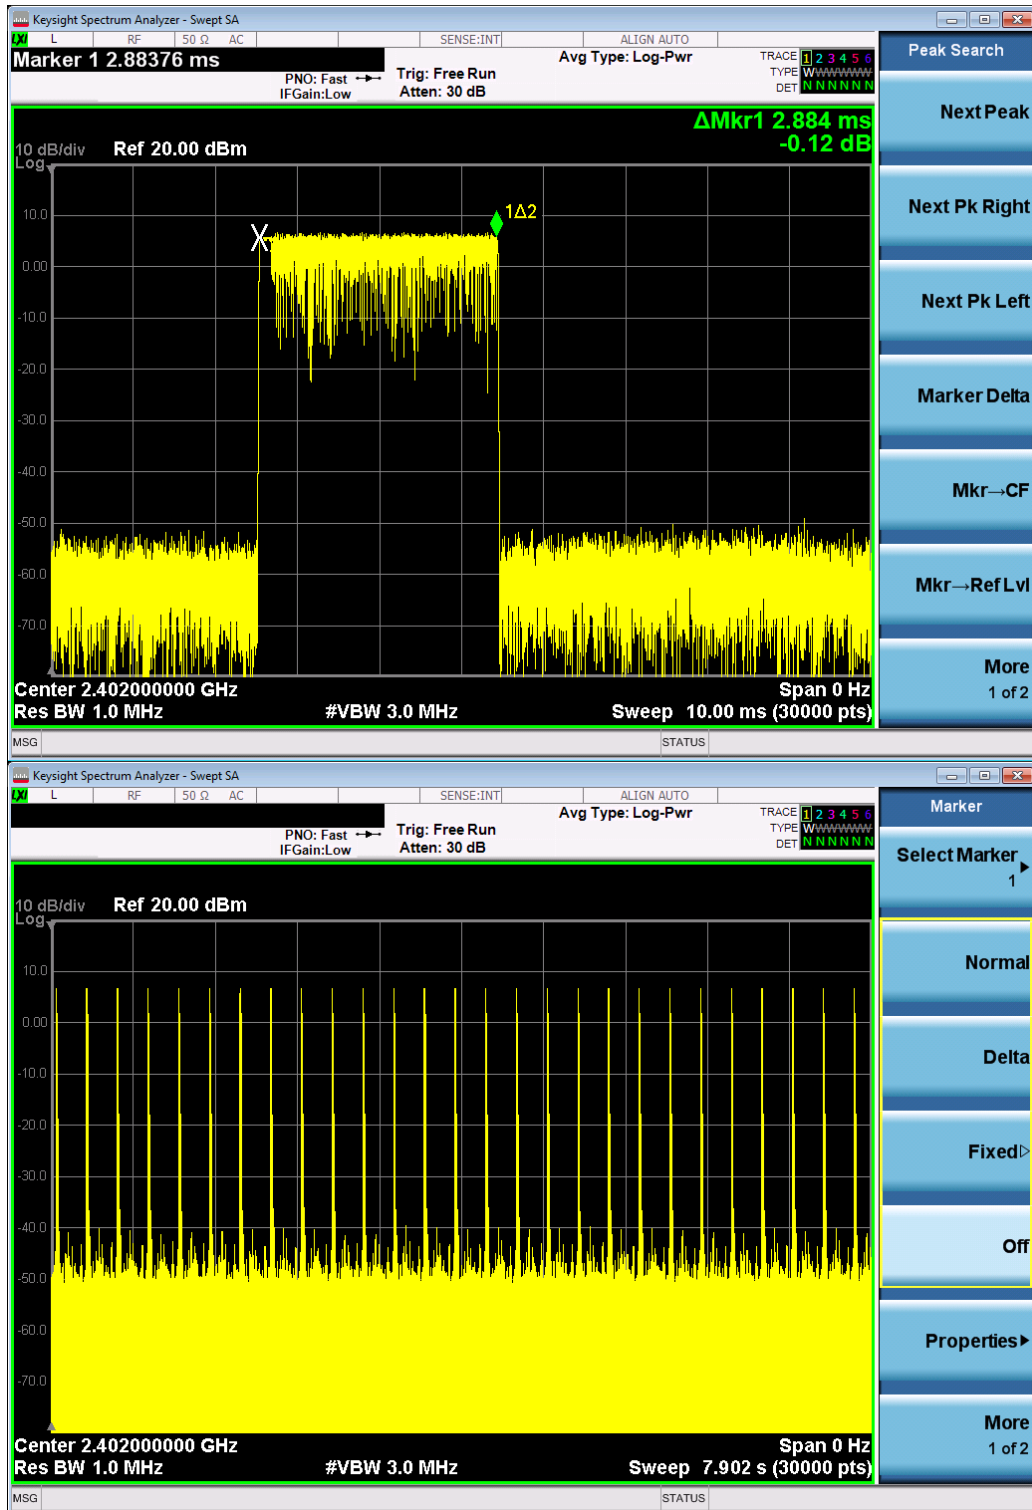 Keysight Spectrum Analyzer - Swept SA
LXI L RF 50 Ω AC SENSE:INT ALIGN AUTO
Marker 1 2.88376 ms
PNO: Fast
IFGain:Low
Trig: Free Run
Atten: 30 dB
Avg Type: Log-Pwr
TRACE 1 2 3 4 5 6
TYPE W
DET N N N N N N
ΔMkr1 2.884 ms
-0.12 dB
10 dB/div Ref 20.00 dBm
Log
10.0
0.00
-10.0
-20.0
-30.0
-40.0
-50.0
-60.0
-70.0
1Δ2
Center 2.402000000 GHz Span 0 Hz
Res BW 1.0 MHz #VBW 3.0 MHz Sweep 10.00 ms (30000 pts)
MSG STATUS
Peak Search
Next Peak
Next Pk Right
Next Pk Left
Marker Delta
Mkr→CF
Mkr→Ref Lvl
More
1 of 2
Keysight Spectrum Analyzer - Swept SA
LXI L RF 50 Ω AC SENSE:INT ALIGN AUTO
PNO: Fast
IFGain:Low
Trig: Free Run
Atten: 30 dB
Avg Type: Log-Pwr
TRACE 1 2 3 4 5 6
TYPE W
DET N N N N N N
10 dB/div Ref 20.00 dBm
Log
10.0
0.00
-10.0
-20.0
-30.0
-40.0
-50.0
-60.0
-70.0
Center 2.402000000 GHz Span 0 Hz
Res BW 1.0 MHz #VBW 3.0 MHz Sweep 7.902 s (30000 pts)
MSG STATUS
Marker
Select Marker
1
Normal
Delta
Fixed
Off
Properties
More
1 of 2